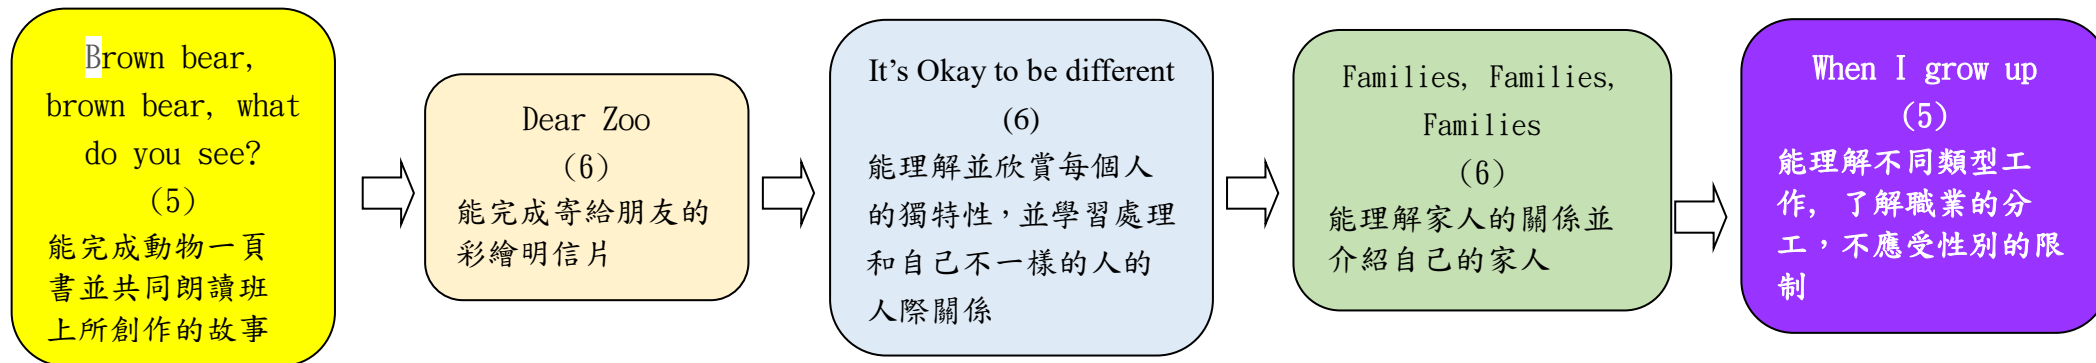 Brown bear,
brown bear, what
do you see?
(5)
能完成動物一頁
書並共同朗讀班
上所創作的故事
Dear Zoo
(6)
能完成寄給朋友的
彩繪明信片
It's Okay to be different
(6)
能理解並欣賞每個人
的獨特性，並學習處理
和自己不一樣的人的
人際關係
Families, Families,
Families
(6)
能理解家人的關係並
介紹自己的家人
When I grow up
(5)
能理解不同類型工
作, 了解職業的分
工，不應受性別的限
制